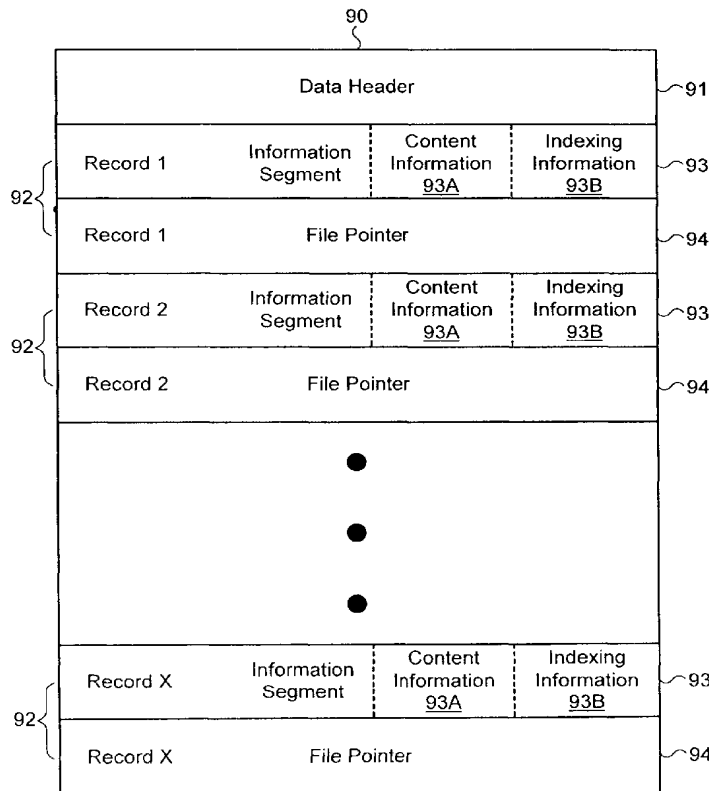 90
Data Header
91
Record 1
Information
Segment
Content
Information
93A
Indexing
Information
93B
93
92
Record 1
File Pointer
94
Record 2
Information
Segment
Content
Information
93A
Indexing
Information
93B
93
92
Record 2
File Pointer
94
Record X
Information
Segment
Content
Information
93A
Indexing
Information
93B
93
92
Record X
File Pointer
94